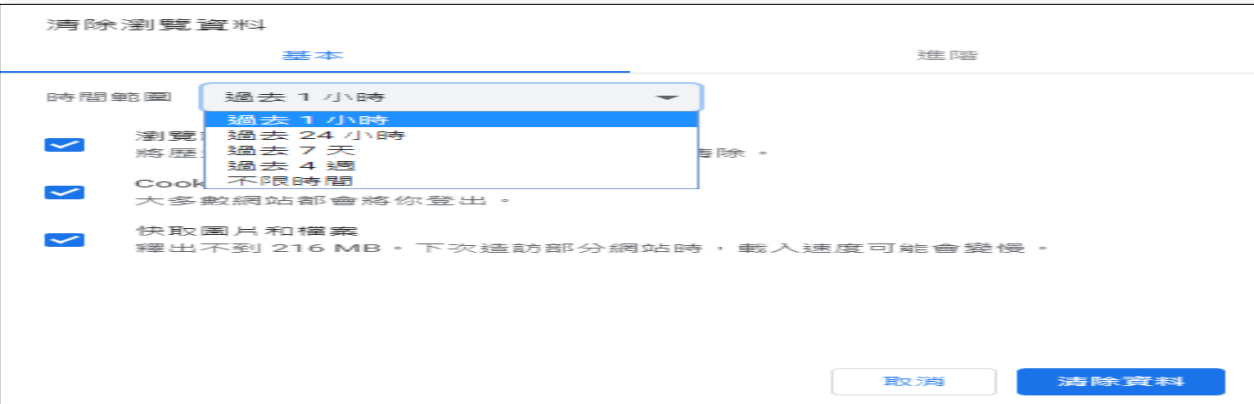 清除瀏覽資料
基本
進階
時間範圍
過去 1 小時
過去 1 小時
過去 24 小時
過去 7 天
過去 4 週
不限時間
瀏覽
將歷
清除。
Cook
大多數網站都會將你登出。
快取圖片和檔案
釋出不到 216 MB。下次造訪部分網站時，載入速度可能會變慢。
取消
清除資料